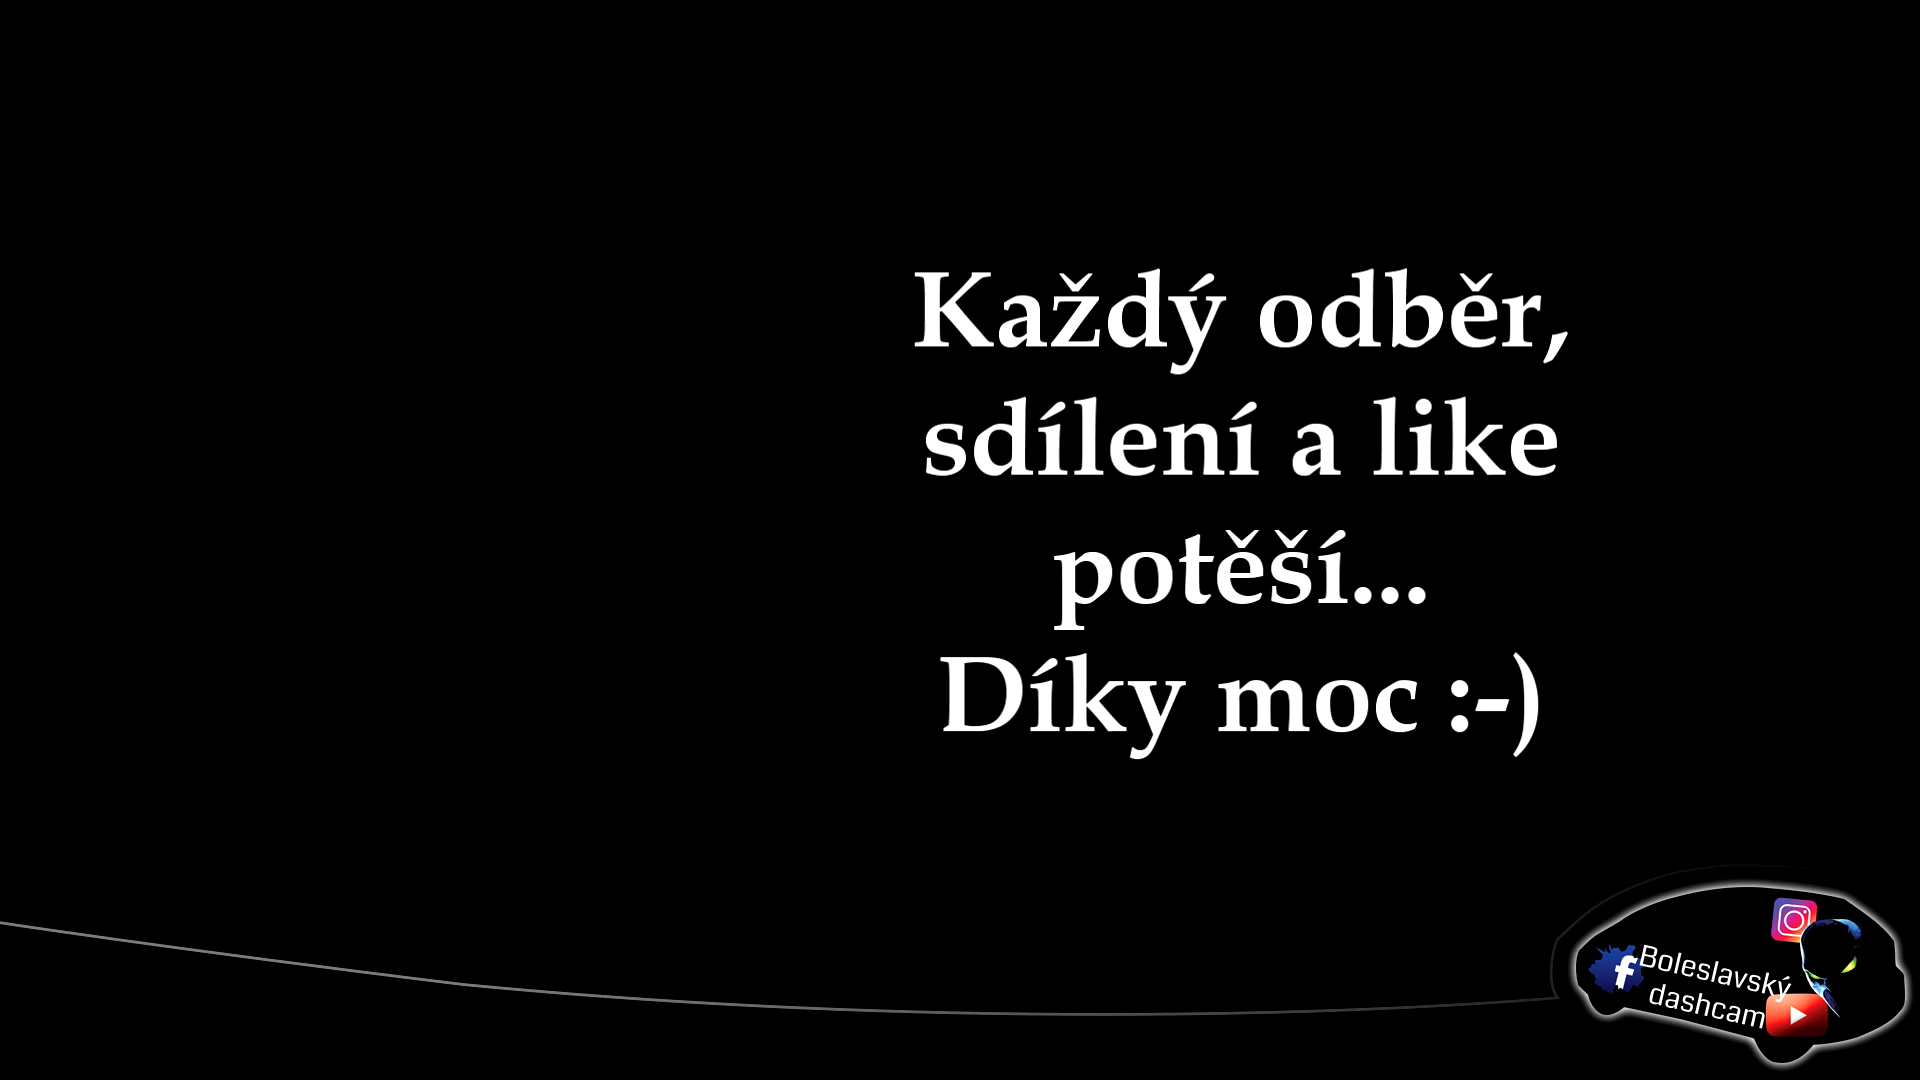 Každý odběr,
sdílení a like
potěší...
Díky moc :-)
Boleslavský
dashcam